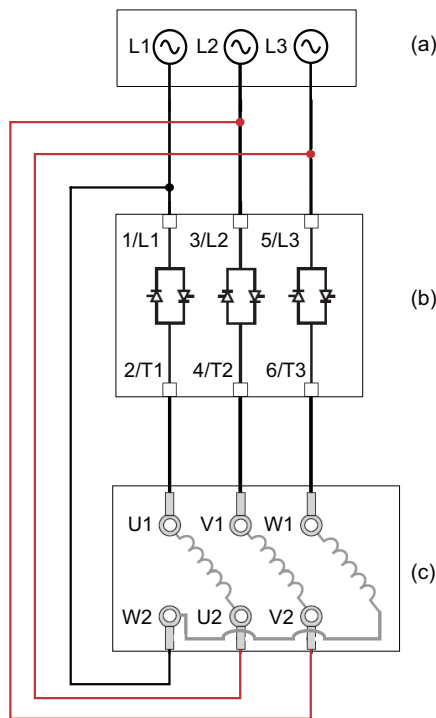 L1 L2 L3 (a)
1/L1 3/L2 5/L3
(b)
2/T1 4/T2 6/T3
U1 V1 W1
(c)
W2 U2 V2